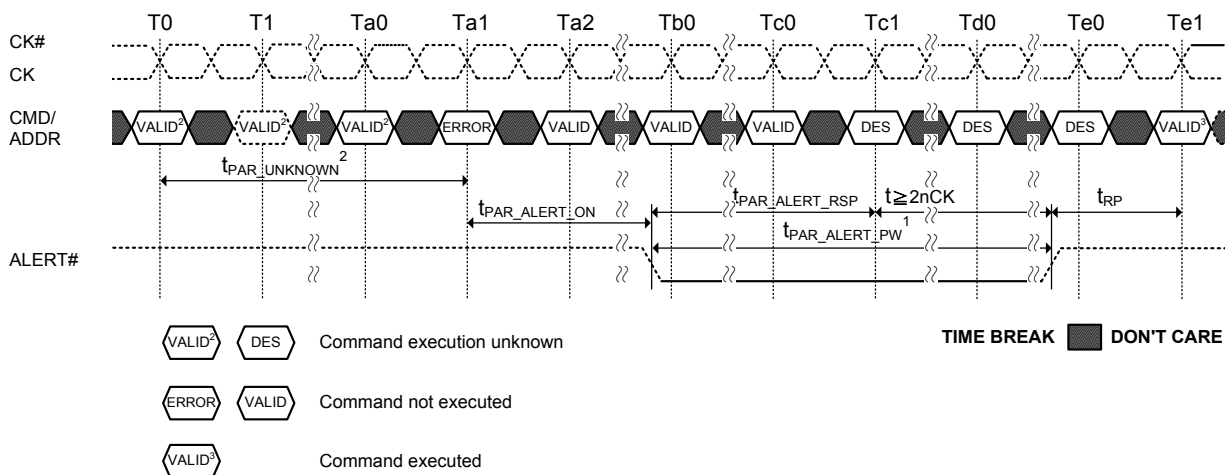 T0 T1 Ta0 Ta1 Ta2 Tb0 Tc0 Tc1 Td0 Te0 Te1
CK#
CK
CMD/
ADDR
VALID² VALID² VALID² ERROR VALID VALID VALID DES DES DES VALID³
tPAR_UNKNOWN²
tPAR_ALERT_ON
tPAR_ALERT_RSP
t≧2nCK
tRP
tPAR_ALERT_PW¹
ALERT#
VALID² DES Command execution unknown
TIME BREAK DON'T CARE
ERROR VALID Command not executed
VALID³ Command executed